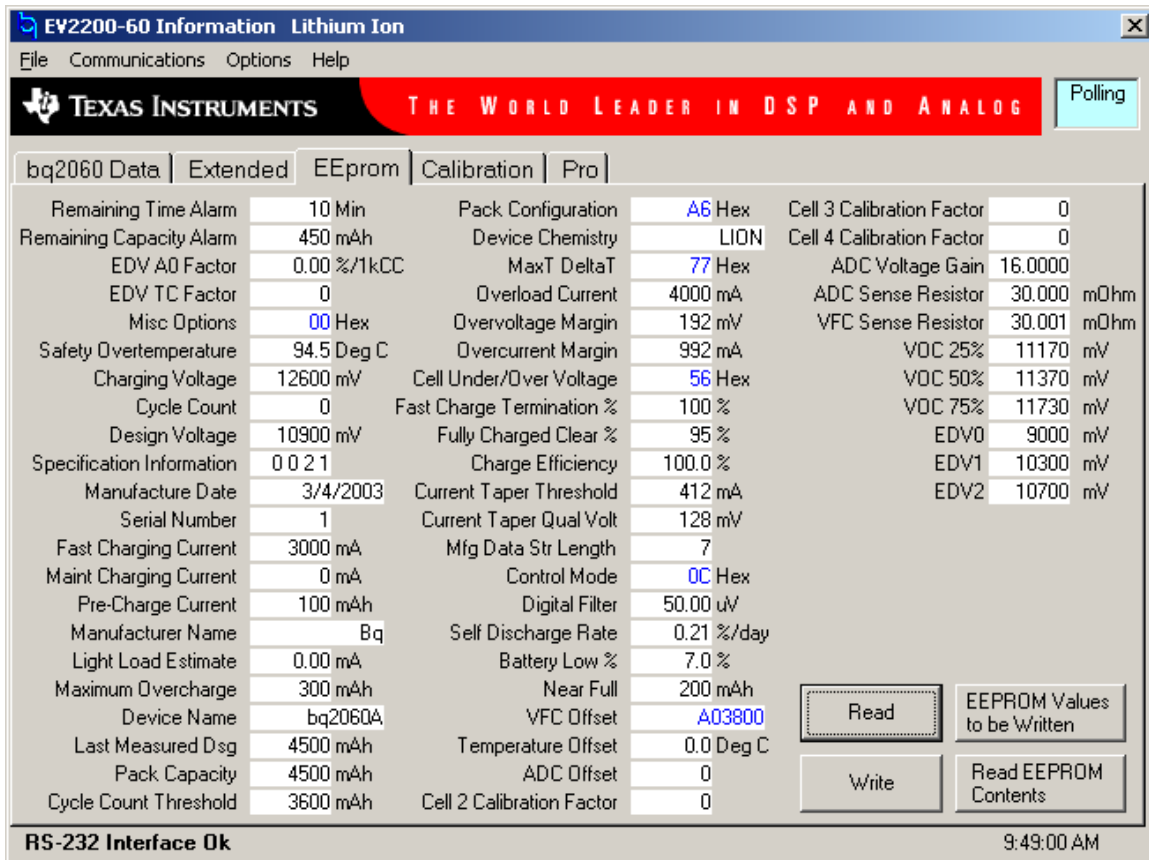 EV2200-60 Information Lithium Ion
File Communications Options Help
TEXAS INSTRUMENTS THE WORLD LEADER IN DSP AND ANALOG Polling
bq2060 Data Extended EEprom Calibration Pro
Remaining Time Alarm 10 Min Pack Configuration A6 Hex Cell 3 Calibration Factor 0
Remaining Capacity Alarm 450 mAh Device Chemistry LION Cell 4 Calibration Factor 0
EDV A0 Factor 0.00 %/1kCC MaxT DeltaT 77 Hex ADC Voltage Gain 16.0000
EDV TC Factor 0 Overload Current 4000 mA ADC Sense Resistor 30.000 mOhm
Misc Options 00 Hex Overvoltage Margin 192 mV VFC Sense Resistor 30.001 mOhm
Safety Overtemperature 94.5 Deg C Overcurrent Margin 992 mA VOC 25% 11170 mV
Charging Voltage 12600 mV Cell Under/Over Voltage 56 Hex VOC 50% 11370 mV
Cycle Count 0 Fast Charge Termination % 100 % VOC 75% 11730 mV
Design Voltage 10900 mV Fully Charged Clear % 95 % EDV0 9000 mV
Specification Information 0 0 2 1 Charge Efficiency 100.0 % EDV1 10300 mV
Manufacture Date 3/4/2003 Current Taper Threshold 412 mA EDV2 10700 mV
Serial Number 1 Current Taper Qual Volt 128 mV
Fast Charging Current 3000 mA Mfg Data Str Length 7
Maint Charging Current 0 mA Control Mode 0C Hex
Pre-Charge Current 100 mAh Digital Filter 50.00 uV
Manufacturer Name Bq Self Discharge Rate 0.21 %/day
Light Load Estimate 0.00 mA Battery Low % 7.0 %
Maximum Overcharge 300 mAh Near Full 200 mAh
Device Name bq2060A VFC Offset A03800 Read EEPROM Values to be Written
Last Measured Dsg 4500 mAh Temperature Offset 0.0 Deg C
Pack Capacity 4500 mAh ADC Offset 0 Write Read EEPROM Contents
Cycle Count Threshold 3600 mAh Cell 2 Calibration Factor 0
RS-232 Interface Ok 9:49:00 AM